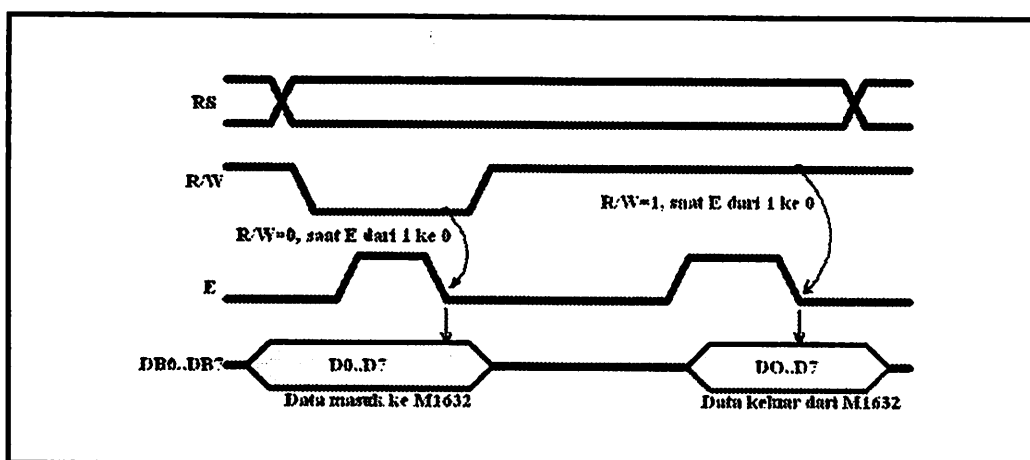 RS
R/W
R/W=1, saat E dari 1 ke 0
R/W=0, saat E dari 1 ke 0
E
DB0..DB7
D0..D7
DO..D7
Data masuk ke M1632
Data keluar dari M1632